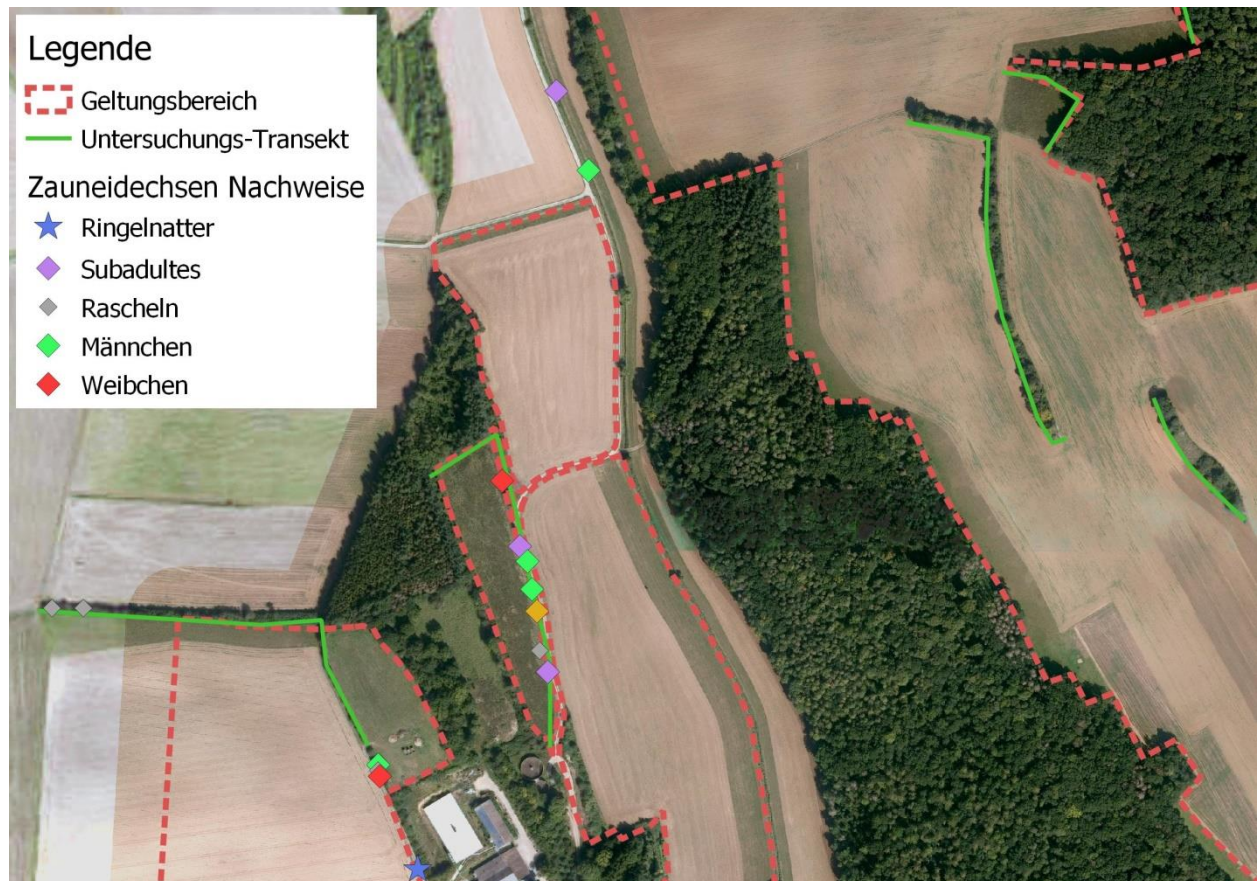 Legende
Geltungsbereich
Untersuchungs-Transekt
Zauneidechsen Nachweise
Ringelnatter
Subadultes
Rascheln
Männchen
Weibchen